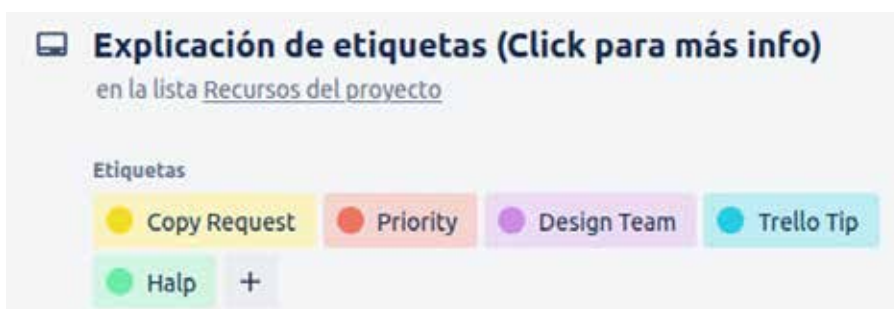 Explicación de etiquetas (Click para más info)
en la lista Recursos del proyecto
Etiquetas
Copy Request Priority Design Team Trello Tip
Halp +